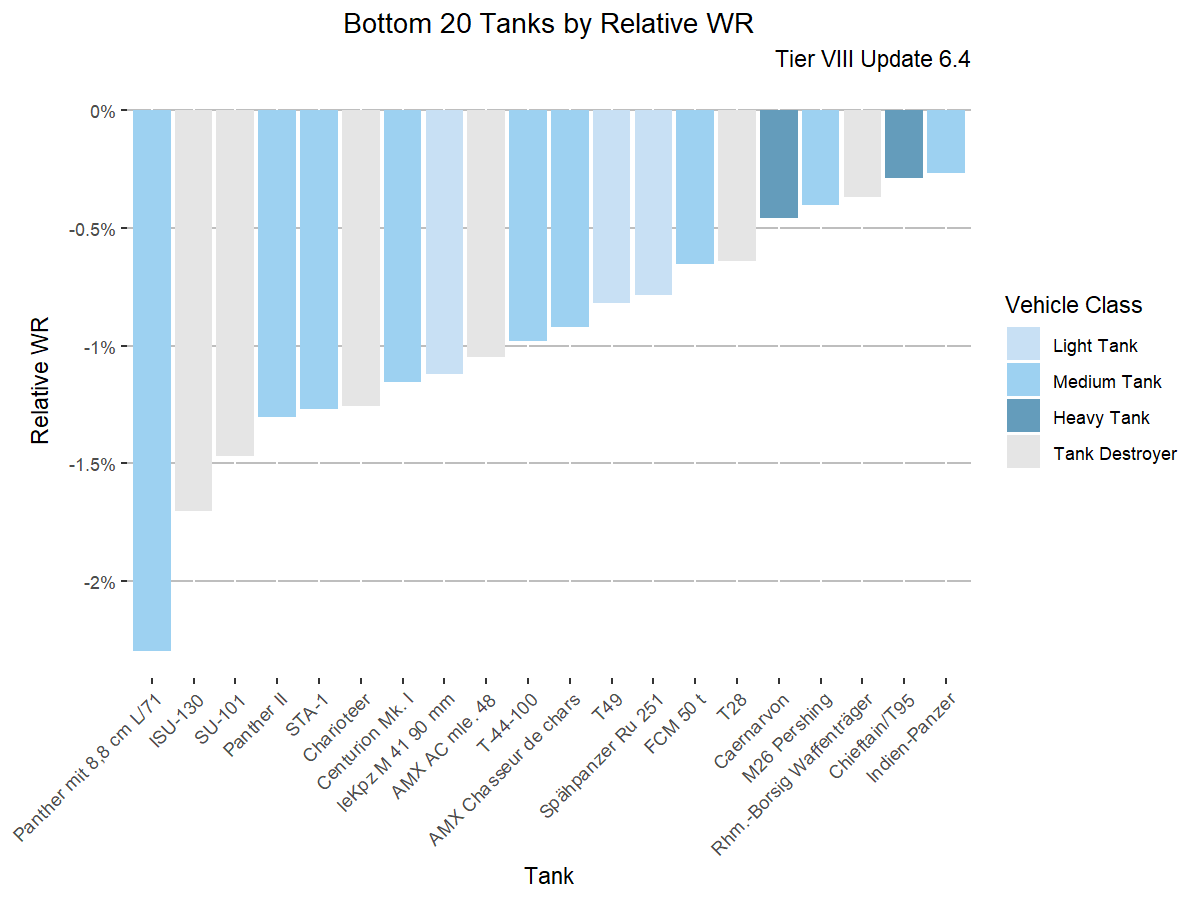 Bottom 20 Tanks by Relative WR
Tier VIII Update 6.4
0%
-0.5%
-1%
-1.5%
-2%
Relative WR
Panther mit 8,8 cm L/71
ISU-130
SU-101
Panther II
STA-1
Charioteer
Centurion Mk. I
leKpz M 41 90 mm
AMX AC mle. 48
T-44-100
AMX Chasseur de chars
T49
Spähpanzer Ru 251
FCM 50 t
T28
Caernarvon
M26 Pershing
Rhm.-Borsig Waffenträger
Chieftain/T95
Indien-Panzer
Tank
Vehicle Class
Light Tank
Medium Tank
Heavy Tank
Tank Destroyer